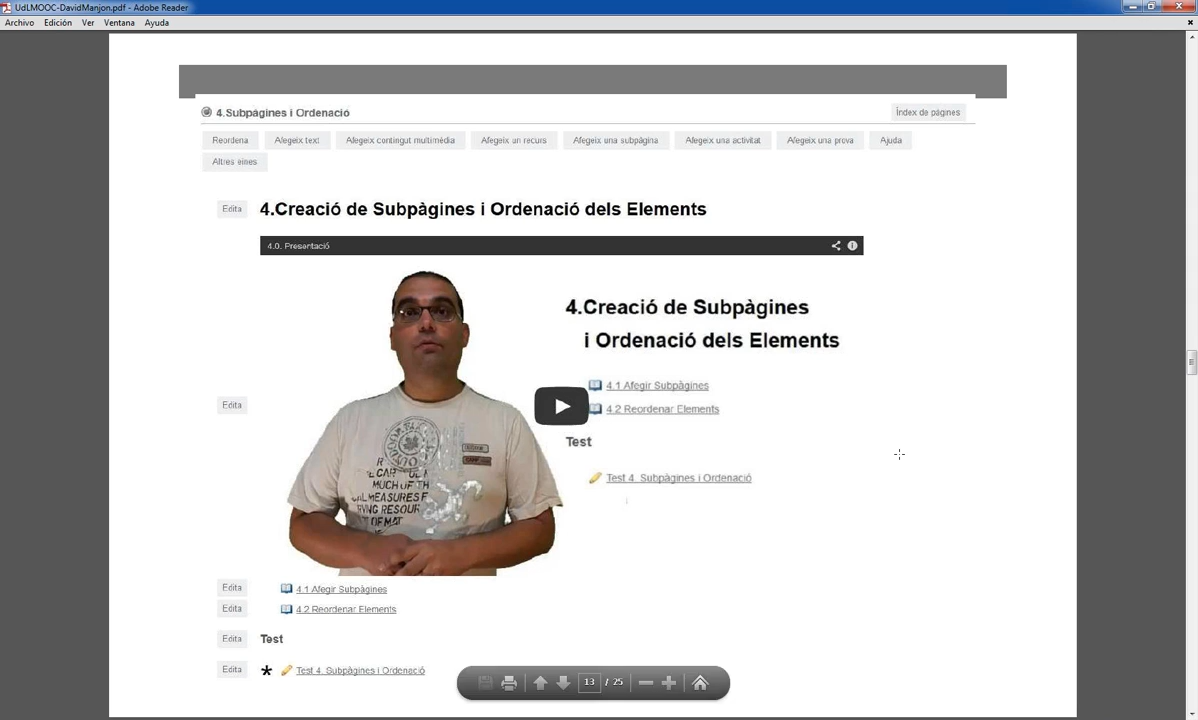 UdLMOOC-DavidManjon.pdf - Adobe Reader
Archivo Edición Ver Ventana Ayuda
4.Subpàgines i Ordenació
Índex de pàgines
Reordena Afegeix text Afegeix contingut multimèdia Afegeix un recurs Afegeix una subpàgina Afegeix una activitat Afegeix una prova Ajuda
Altres eines
Edita 4.Creació de Subpàgines i Ordenació dels Elements
4.0. Presentació
4.Creació de Subpàgines
i Ordenació dels Elements
4.1 Afegir Subpàgines
Edita
4.2 Reordenar Elements
Test
Test 4. Subpàgines i Ordenació
MUCH OF TH
Edita 4.1 Afegir Subpàgines
Edita 4.2 Reordenar Elements
Edita Test
Edita * Test 4. Subpàgines i Ordenació
13 / 25